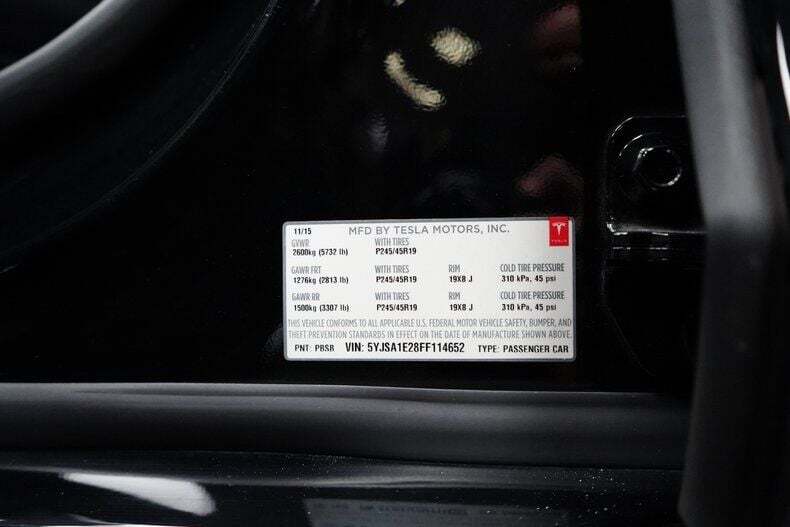 11/15 MFD BY TESLA MOTORS, INC.
GVWR WITH TIRES
2600kg (5732 lb) P245/45R19
TESLA
GAWR FRT WITH TIRES RIM COLD TIRE PRESSURE
1276kg (2813 lb) P245/45R19 19X8 J 310 kPa, 45 psi
GAWR RR WITH TIRES RIM COLD TIRE PRESSURE
1500kg (3307 lb) P245/45R19 19X8 J 310 kPa, 45 psi
THIS VEHICLE CONFORMS TO ALL APPLICABLE U.S. FEDERAL MOTOR VEHICLE SAFETY, BUMPER, AND
THEFT PREVENTION STANDARDS IN EFFECT ON THE DATE OF MANUFACTURE SHOWN ABOVE.
PNT: PBSB VIN: 5YJSA1E28FF114652 TYPE: PASSENGER CAR